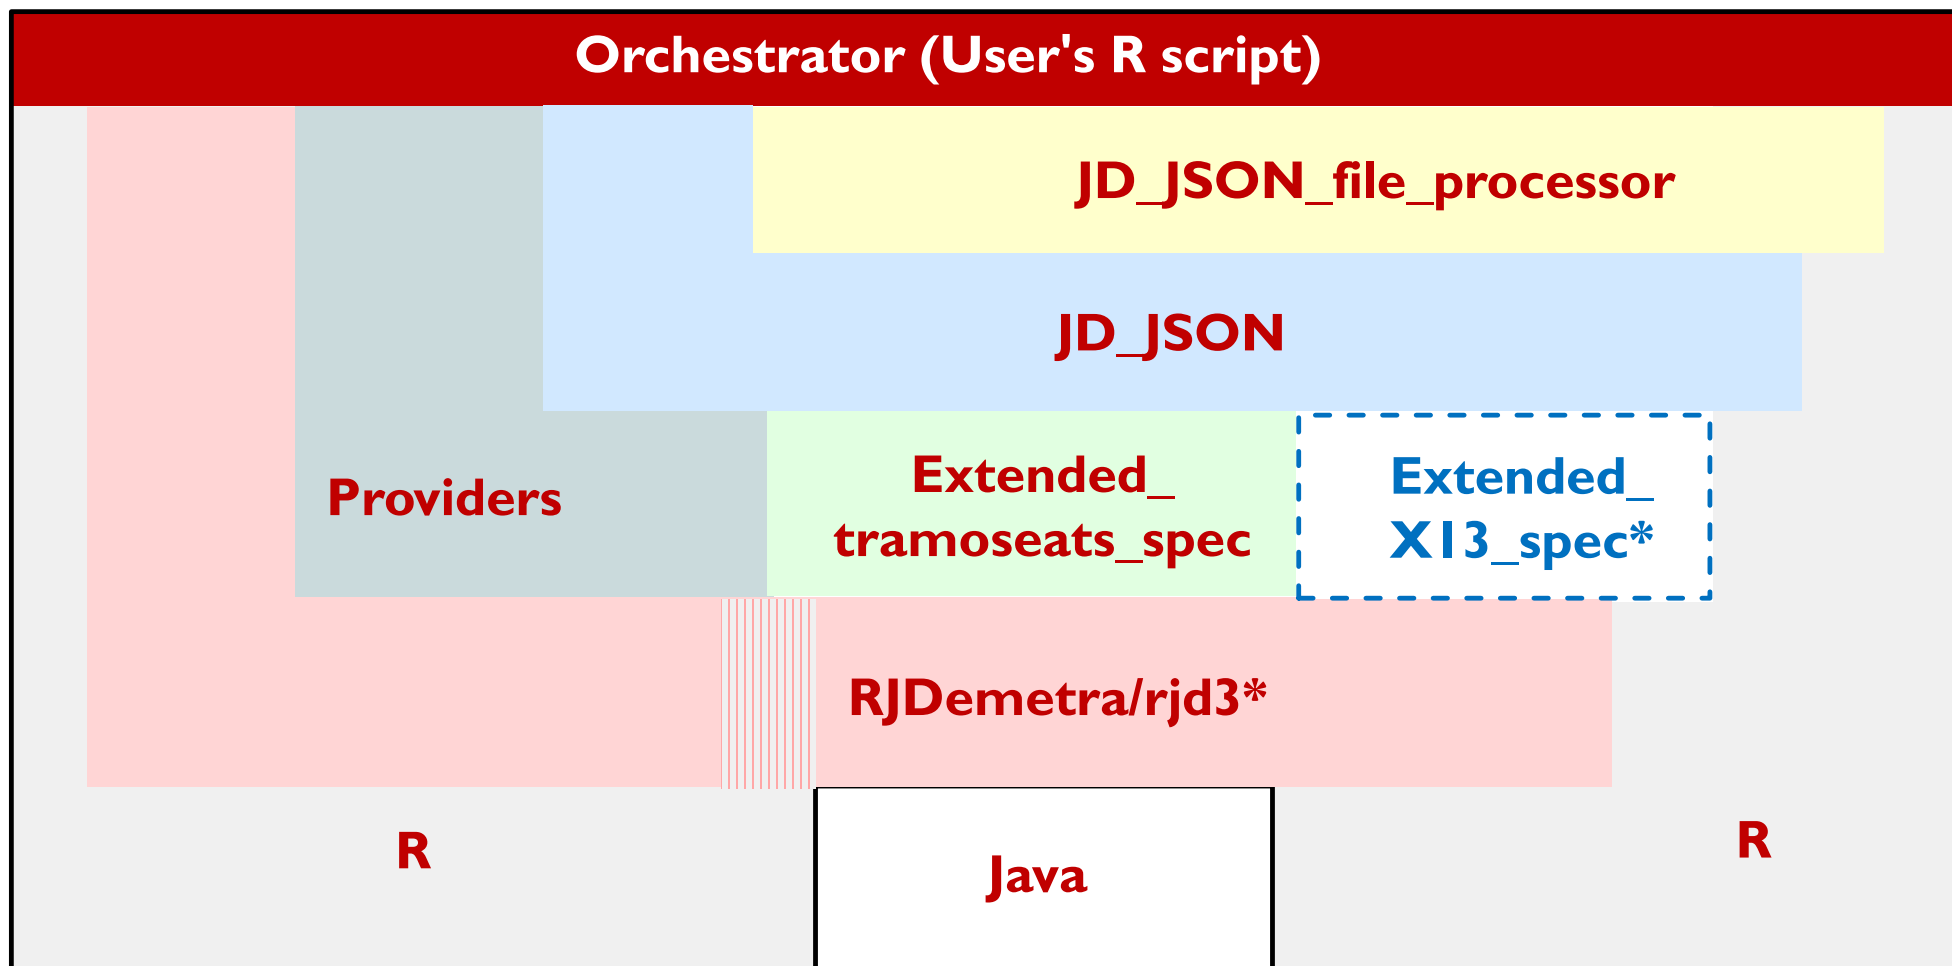 Orchestrator (User's R script)
JD_JSON_file_processor
JD_JSON
Providers
Extended_
tramoseats_spec
Extended_
X13_spec*
RJDemetra/rjd3*
R
Java
R